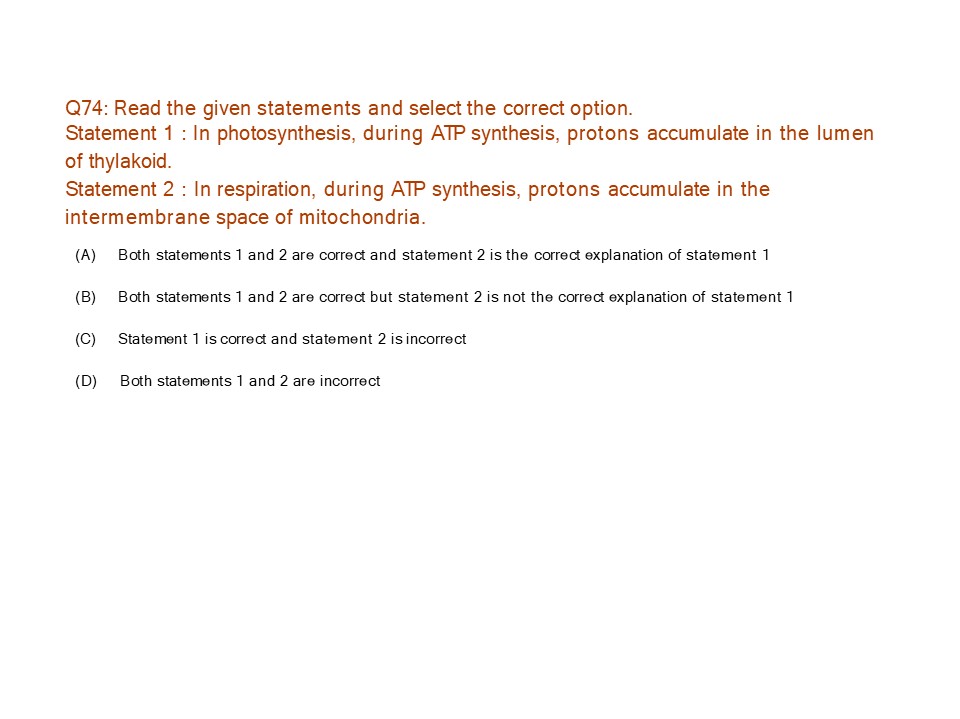 Q74: Read the given statements and select the correct option.
Statement 1 : In photosynthesis, during ATP synthesis, protons accumulate in the lumen
of thylakoid.
Statement 2 : In respiration, during ATP synthesis, protons accumulate in the
intermembrane space of mitochondria.
(A) Both statements 1 and 2 are correct and statement 2 is the correct explanation of statement 1
(B) Both statements 1 and 2 are correct but statement 2 is not the correct explanation of statement 1
(C) Statement 1 is correct and statement 2 is incorrect
(D) Both statements 1 and 2 are incorrect